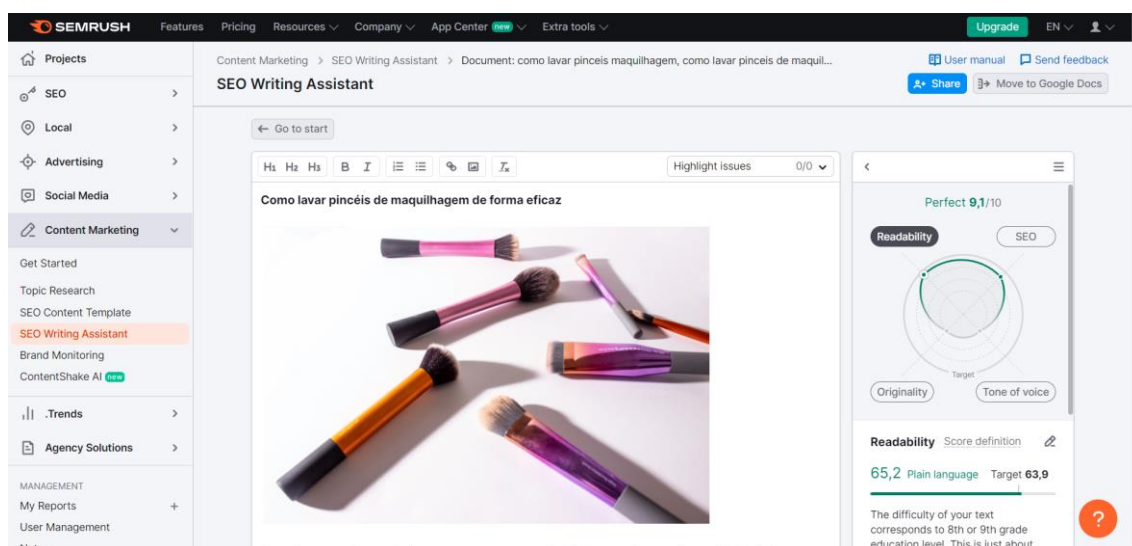 SEMRUSH Features Pricing Resources Company App Center new Extra tools Upgrade EN
Projects
SEO
Local
Advertising
Social Media
Content Marketing
Get Started
Topic Research
SEO Content Template
SEO Writing Assistant
Brand Monitoring
ContentShake AI new
.Trends
Agency Solutions
MANAGEMENT
My Reports +
User Management
Content Marketing > SEO Writing Assistant > Document: como lavar pinceis maquilhagem, como lavar pinceis de maquil...
User manual Send feedback
SEO Writing Assistant
Share Move to Google Docs
← Go to start
H1 H2 H3 B I Tx Highlight issues 0/0
Como lavar pincéis de maquilhagem de forma eficaz
Perfect 9,1/10
Readability SEO
Target
Originality Tone of voice
Readability Score definition
65,2 Plain language Target 63,9
The difficulty of your text
corresponds to 8th or 9th grade
education level. This is just about
?